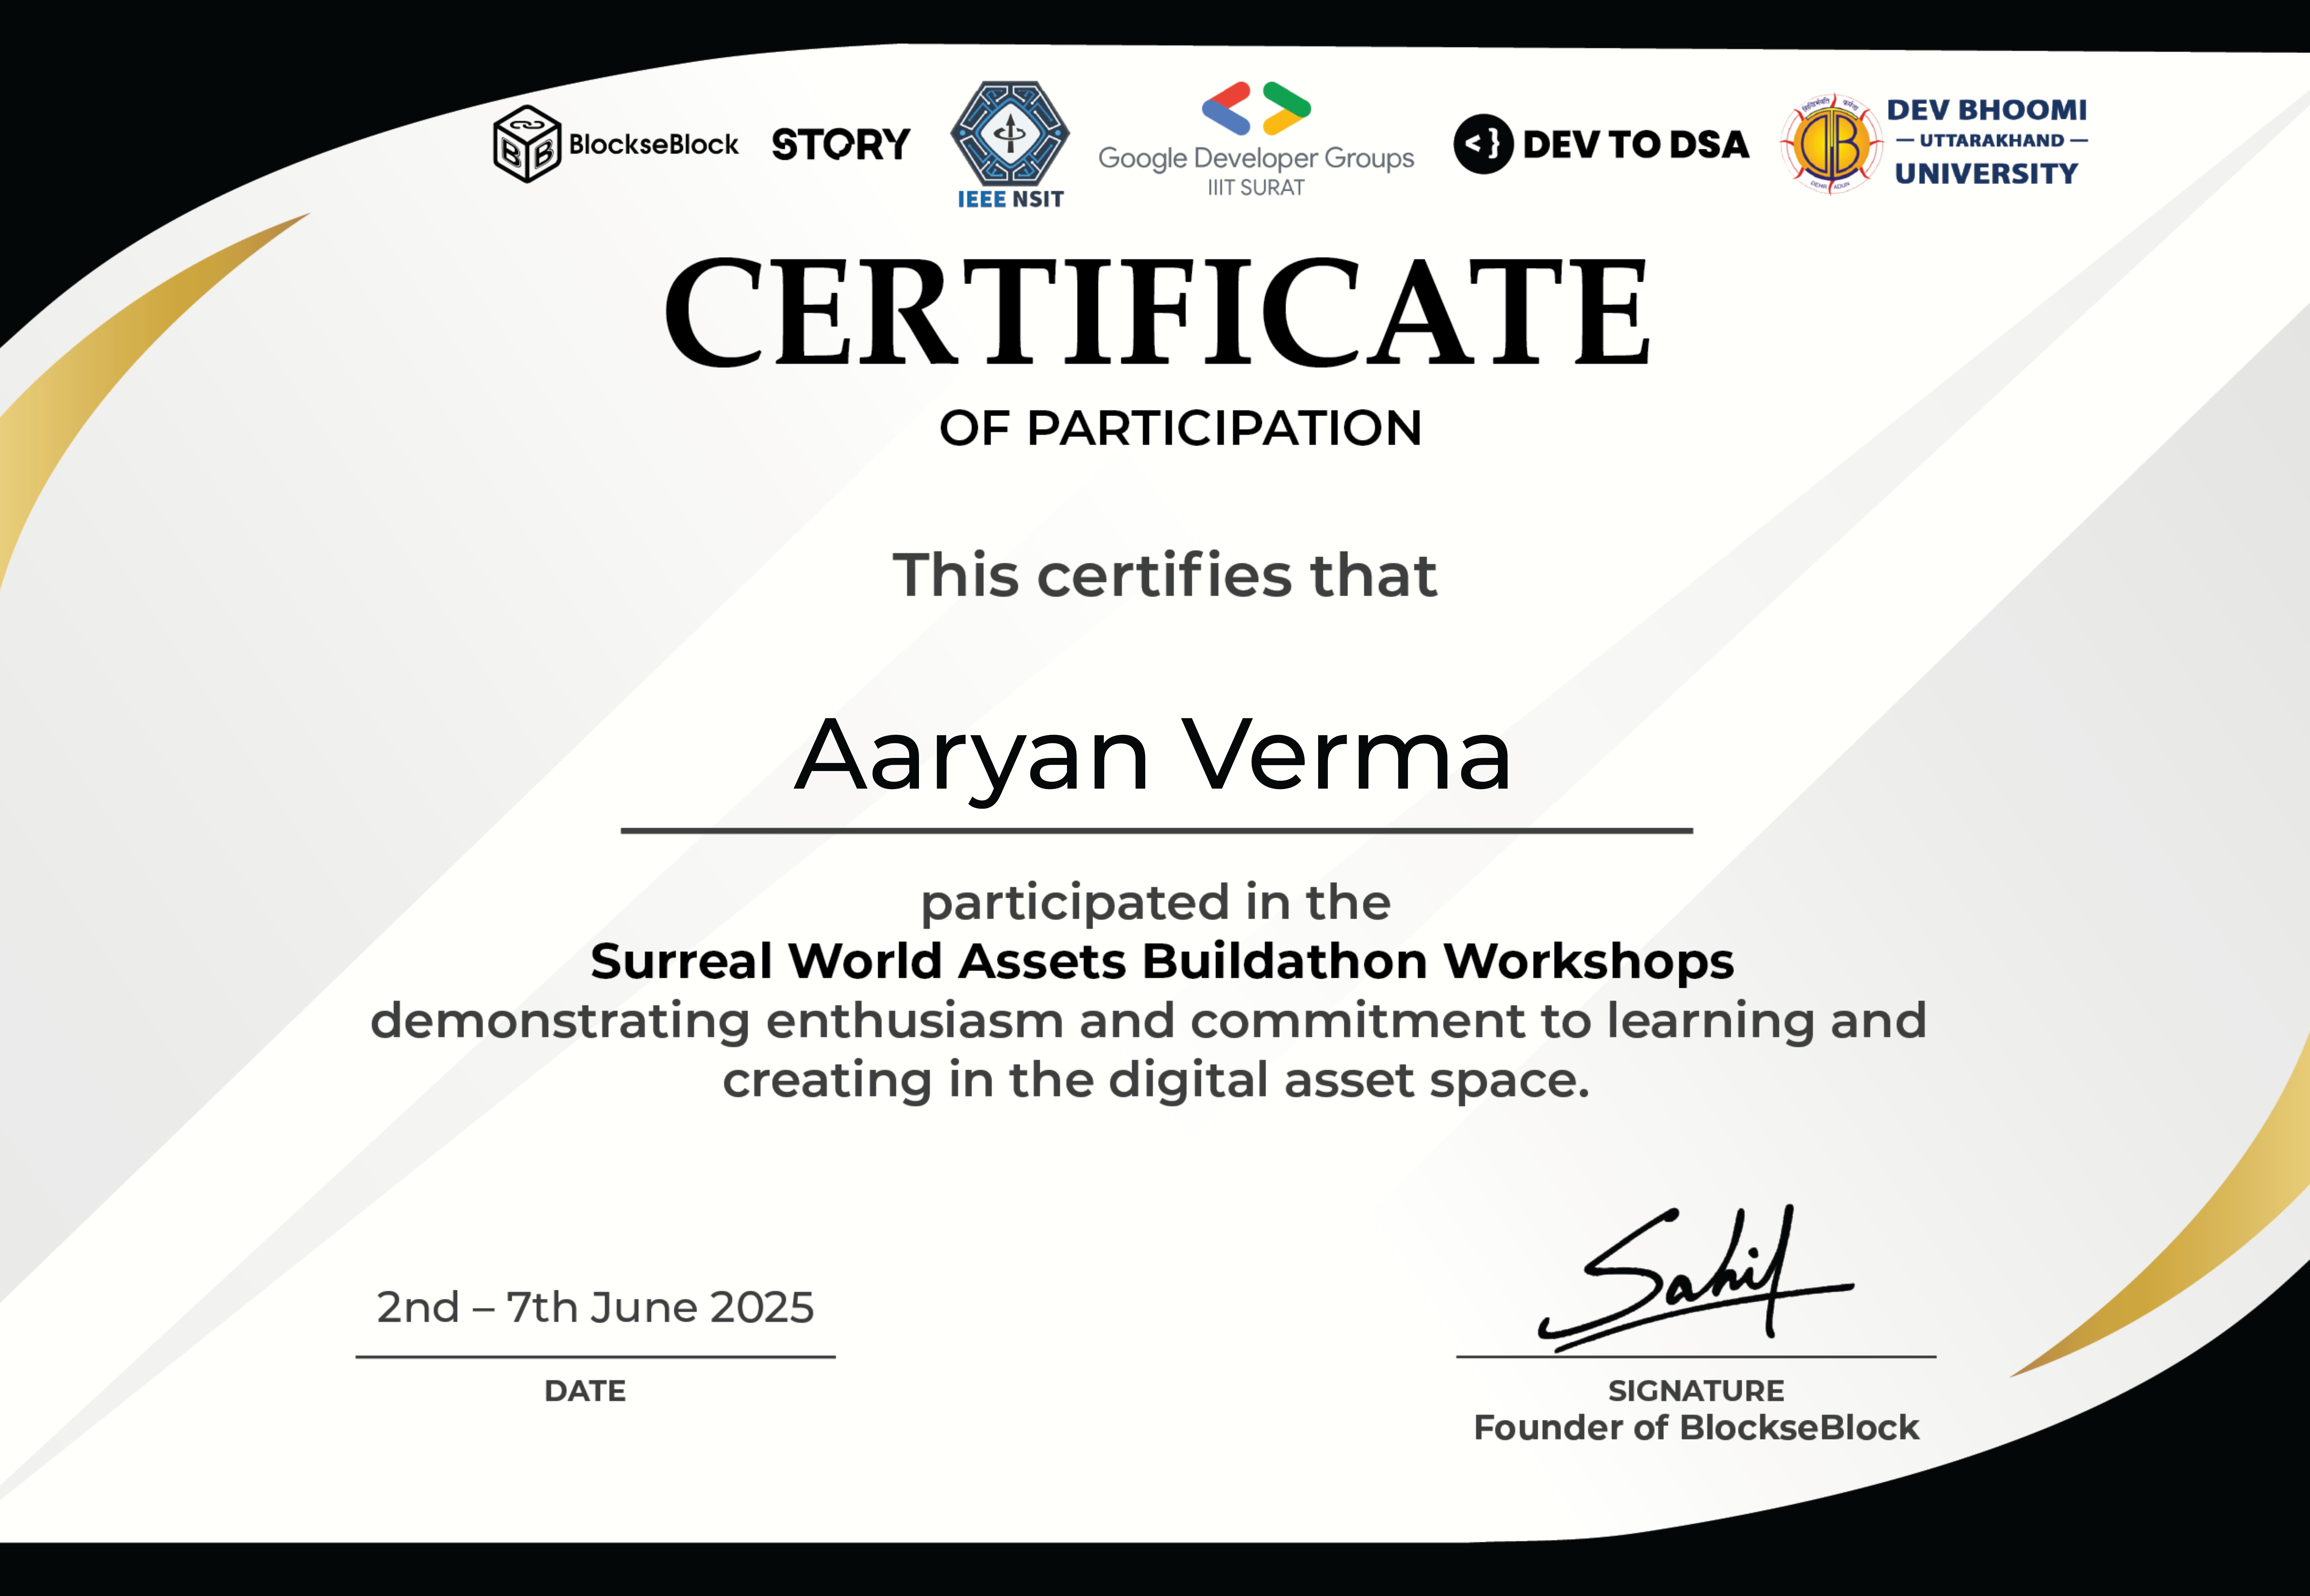 BlockseBlock STORY IEEE NSIT Google Developer Groups IIIT SURAT <} DEV TO DSA DEV BHOOMI — UTTARAKHAND — UNIVERSITY
CERTIFICATE
OF PARTICIPATION
This certifies that
Aaryan Verma
participated in the
Surreal World Assets Buildathon Workshops
demonstrating enthusiasm and commitment to learning and
creating in the digital asset space.
2nd – 7th June 2025
DATE
Sahil
SIGNATURE
Founder of BlockseBlock